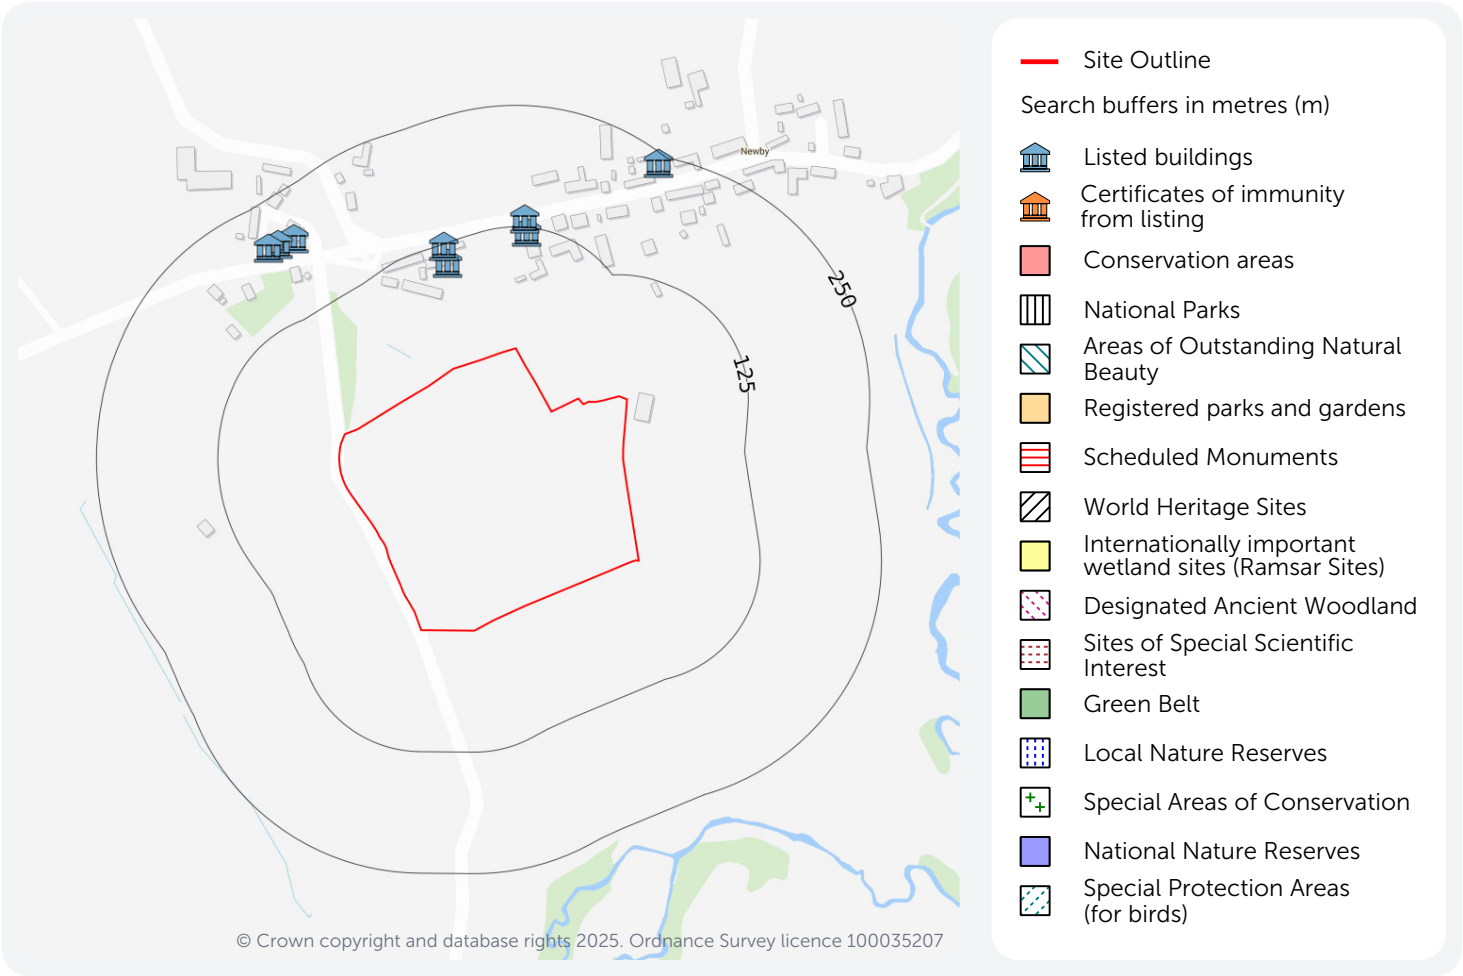 Newby
250
125
© Crown copyright and database rights 2025. Ordnance Survey licence 100035207
Site Outline
Search buffers in metres (m)
Listed buildings
Certificates of immunity
from listing
Conservation areas
National Parks
Areas of Outstanding Natural
Beauty
Registered parks and gardens
Scheduled Monuments
World Heritage Sites
Internationally important
wetland sites (Ramsar Sites)
Designated Ancient Woodland
Sites of Special Scientific
Interest
Green Belt
Local Nature Reserves
Special Areas of Conservation
National Nature Reserves
Special Protection Areas
(for birds)